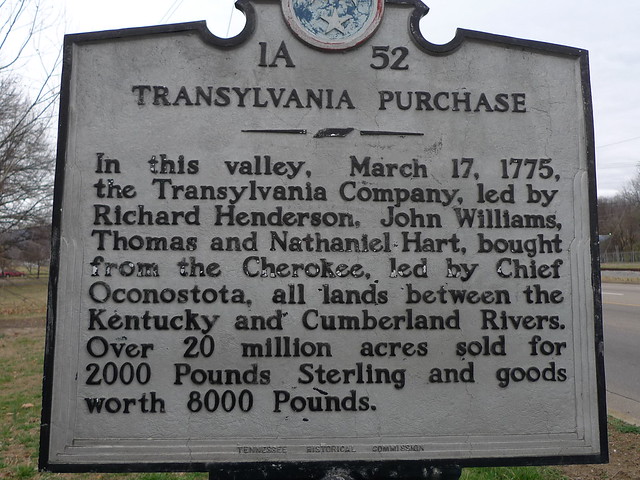 1A 52
TRANSYLVANIA PURCHASE
In this valley, March 17, 1775,
the Transylvania Company, led by
Richard Henderson, John Williams,
Thomas and Nathaniel Hart, bought
from the Cherokee, led by Chief
Oconostota, all lands between the
Kentucky and Cumberland Rivers.
Over 20 million acres sold for
2000 Pounds Sterling and goods
worth 8000 Pounds.
TENNESSEE HISTORICAL COMMISSION